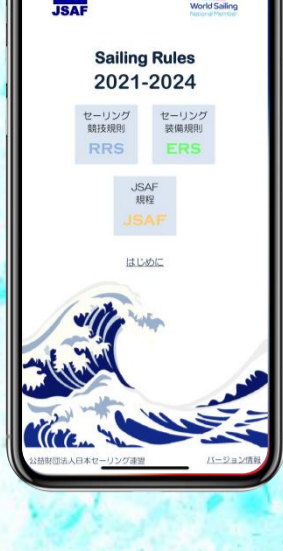 JSAF
World Sailing
National Member
Sailing Rules
2021-2024
セーリング
競技規則
RRS
セーリング
装備規則
ERS
JSAF
規程
JSAF
はじめに
公益財団法人日本セーリング連盟
バージョン情報